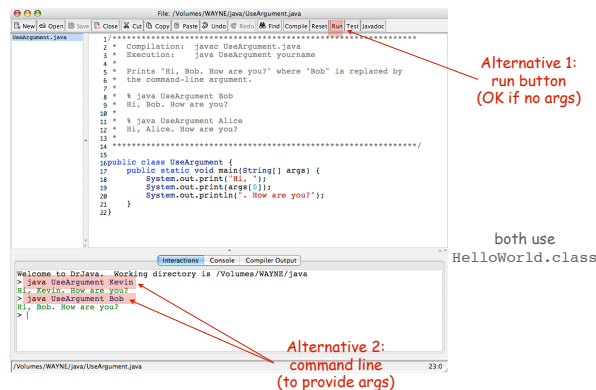 File: /Volumes/WAYNE/java/UseArgument.java
New Open Save Close Cut Copy Paste Undo Redo Find Compile Reset Run Test Javadoc
UseArgument.java
1/******************************************************************
2 *  Compilation:  javac UseArgument.java
3 *  Execution:    java UseArgument yourname
4 *
5 *  Prints "Hi, Bob. How are you?" where "Bob" is replaced by
6 *  the command-line argument.
7 *
8 *  % java UseArgument Bob
9 *  Hi, Bob. How are you?
10 *
11 *  % java UseArgument Alice
12 *  Hi, Alice. How are you?
13 *
14 ******************************************************************/
15
16public class UseArgument {
17    public static void main(String[] args) {
18        System.out.print("Hi, ");
19        System.out.print(args[0]);
20        System.out.println(". How are you?");
21    }
22}
Alternative 1:
run button
(OK if no args)
both use
HelloWorld.class
Interactions Console Compiler Output
Welcome to DrJava.  Working directory is /Volumes/WAYNE/java
> java UseArgument Kevin
Hi, Kevin. How are you?
> java UseArgument Bob
Hi, Bob. How are you?
>
Alternative 2:
command line
(to provide args)
/Volumes/WAYNE/java/UseArgument.java 23:0